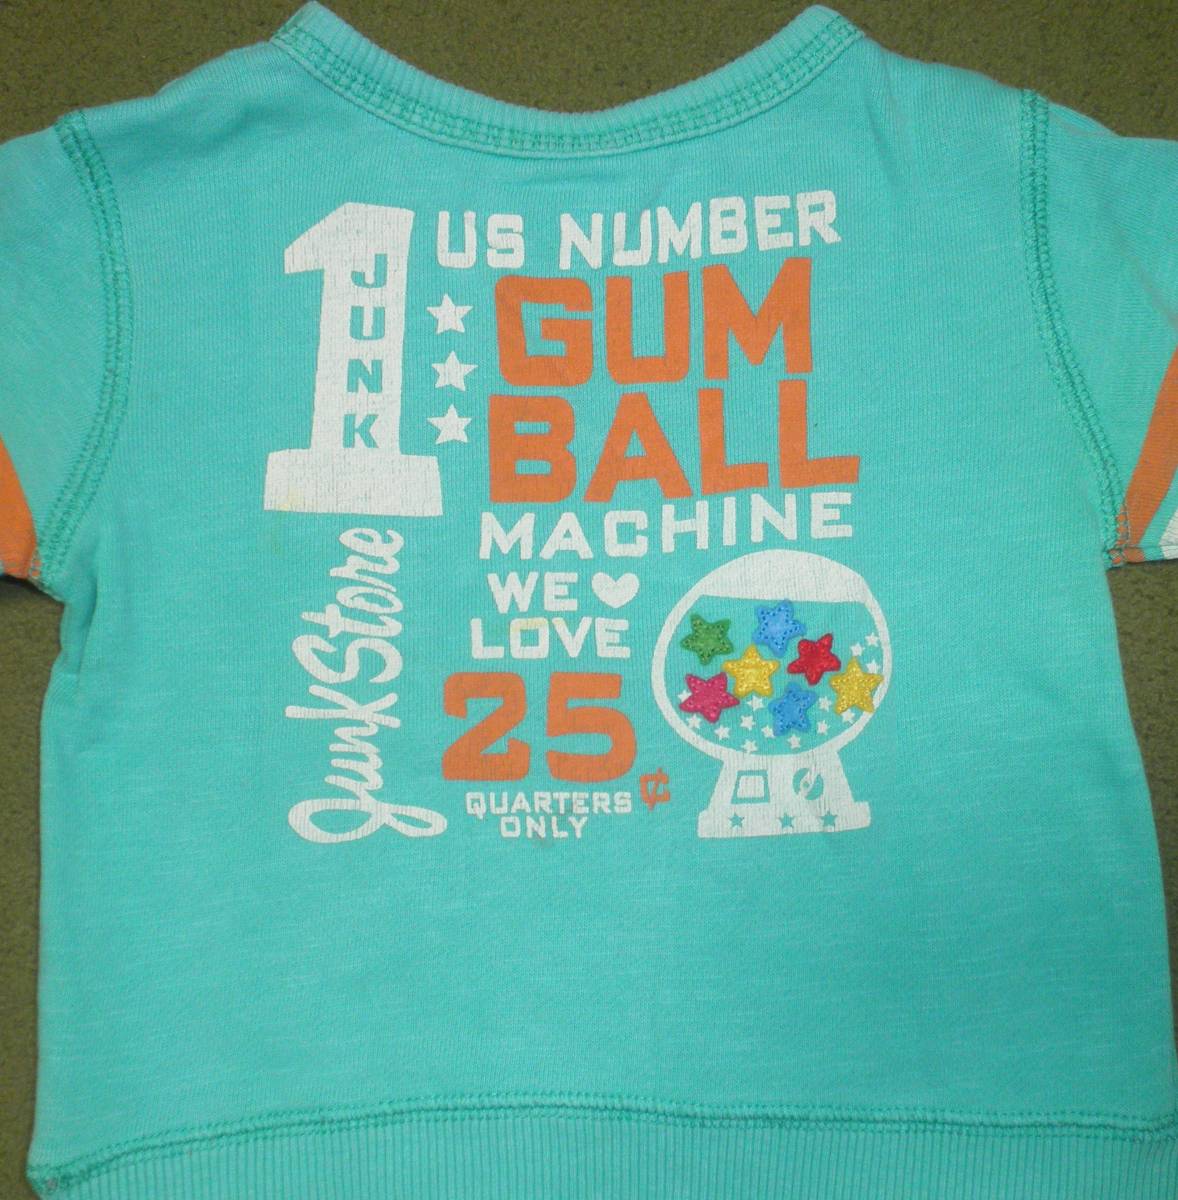 1
JUNK
US NUMBER
GUM
BALL
MACHINE
WE
LOVE
25¢
QUARTERS
ONLY
JunkStore